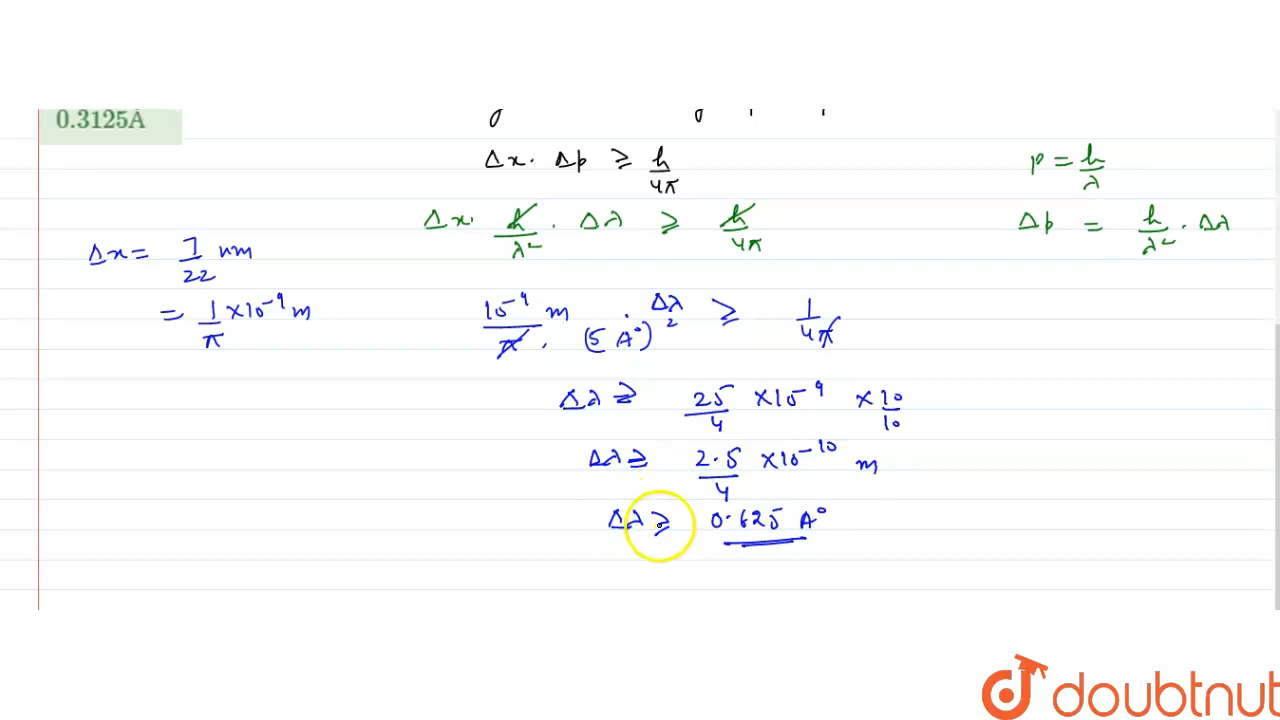 0.3125A
Δx. Δp ≥ h/4π
p = h/λ
Δx. h/λ² . Δλ ≥ h/4π
Δp = h/λ² . Δλ
Δx = 7/22 nm
= 1/π × 10⁻⁹ m
10⁻⁹/π m . Δλ/(5 A°)² ≥ 1/4π
Δλ ≥ 25/4 × 10⁻⁹ × 10/10
Δλ ≥ 2.5/4 × 10⁻¹⁰ m
Δλ ≥ 0.625 A°
doubtnut